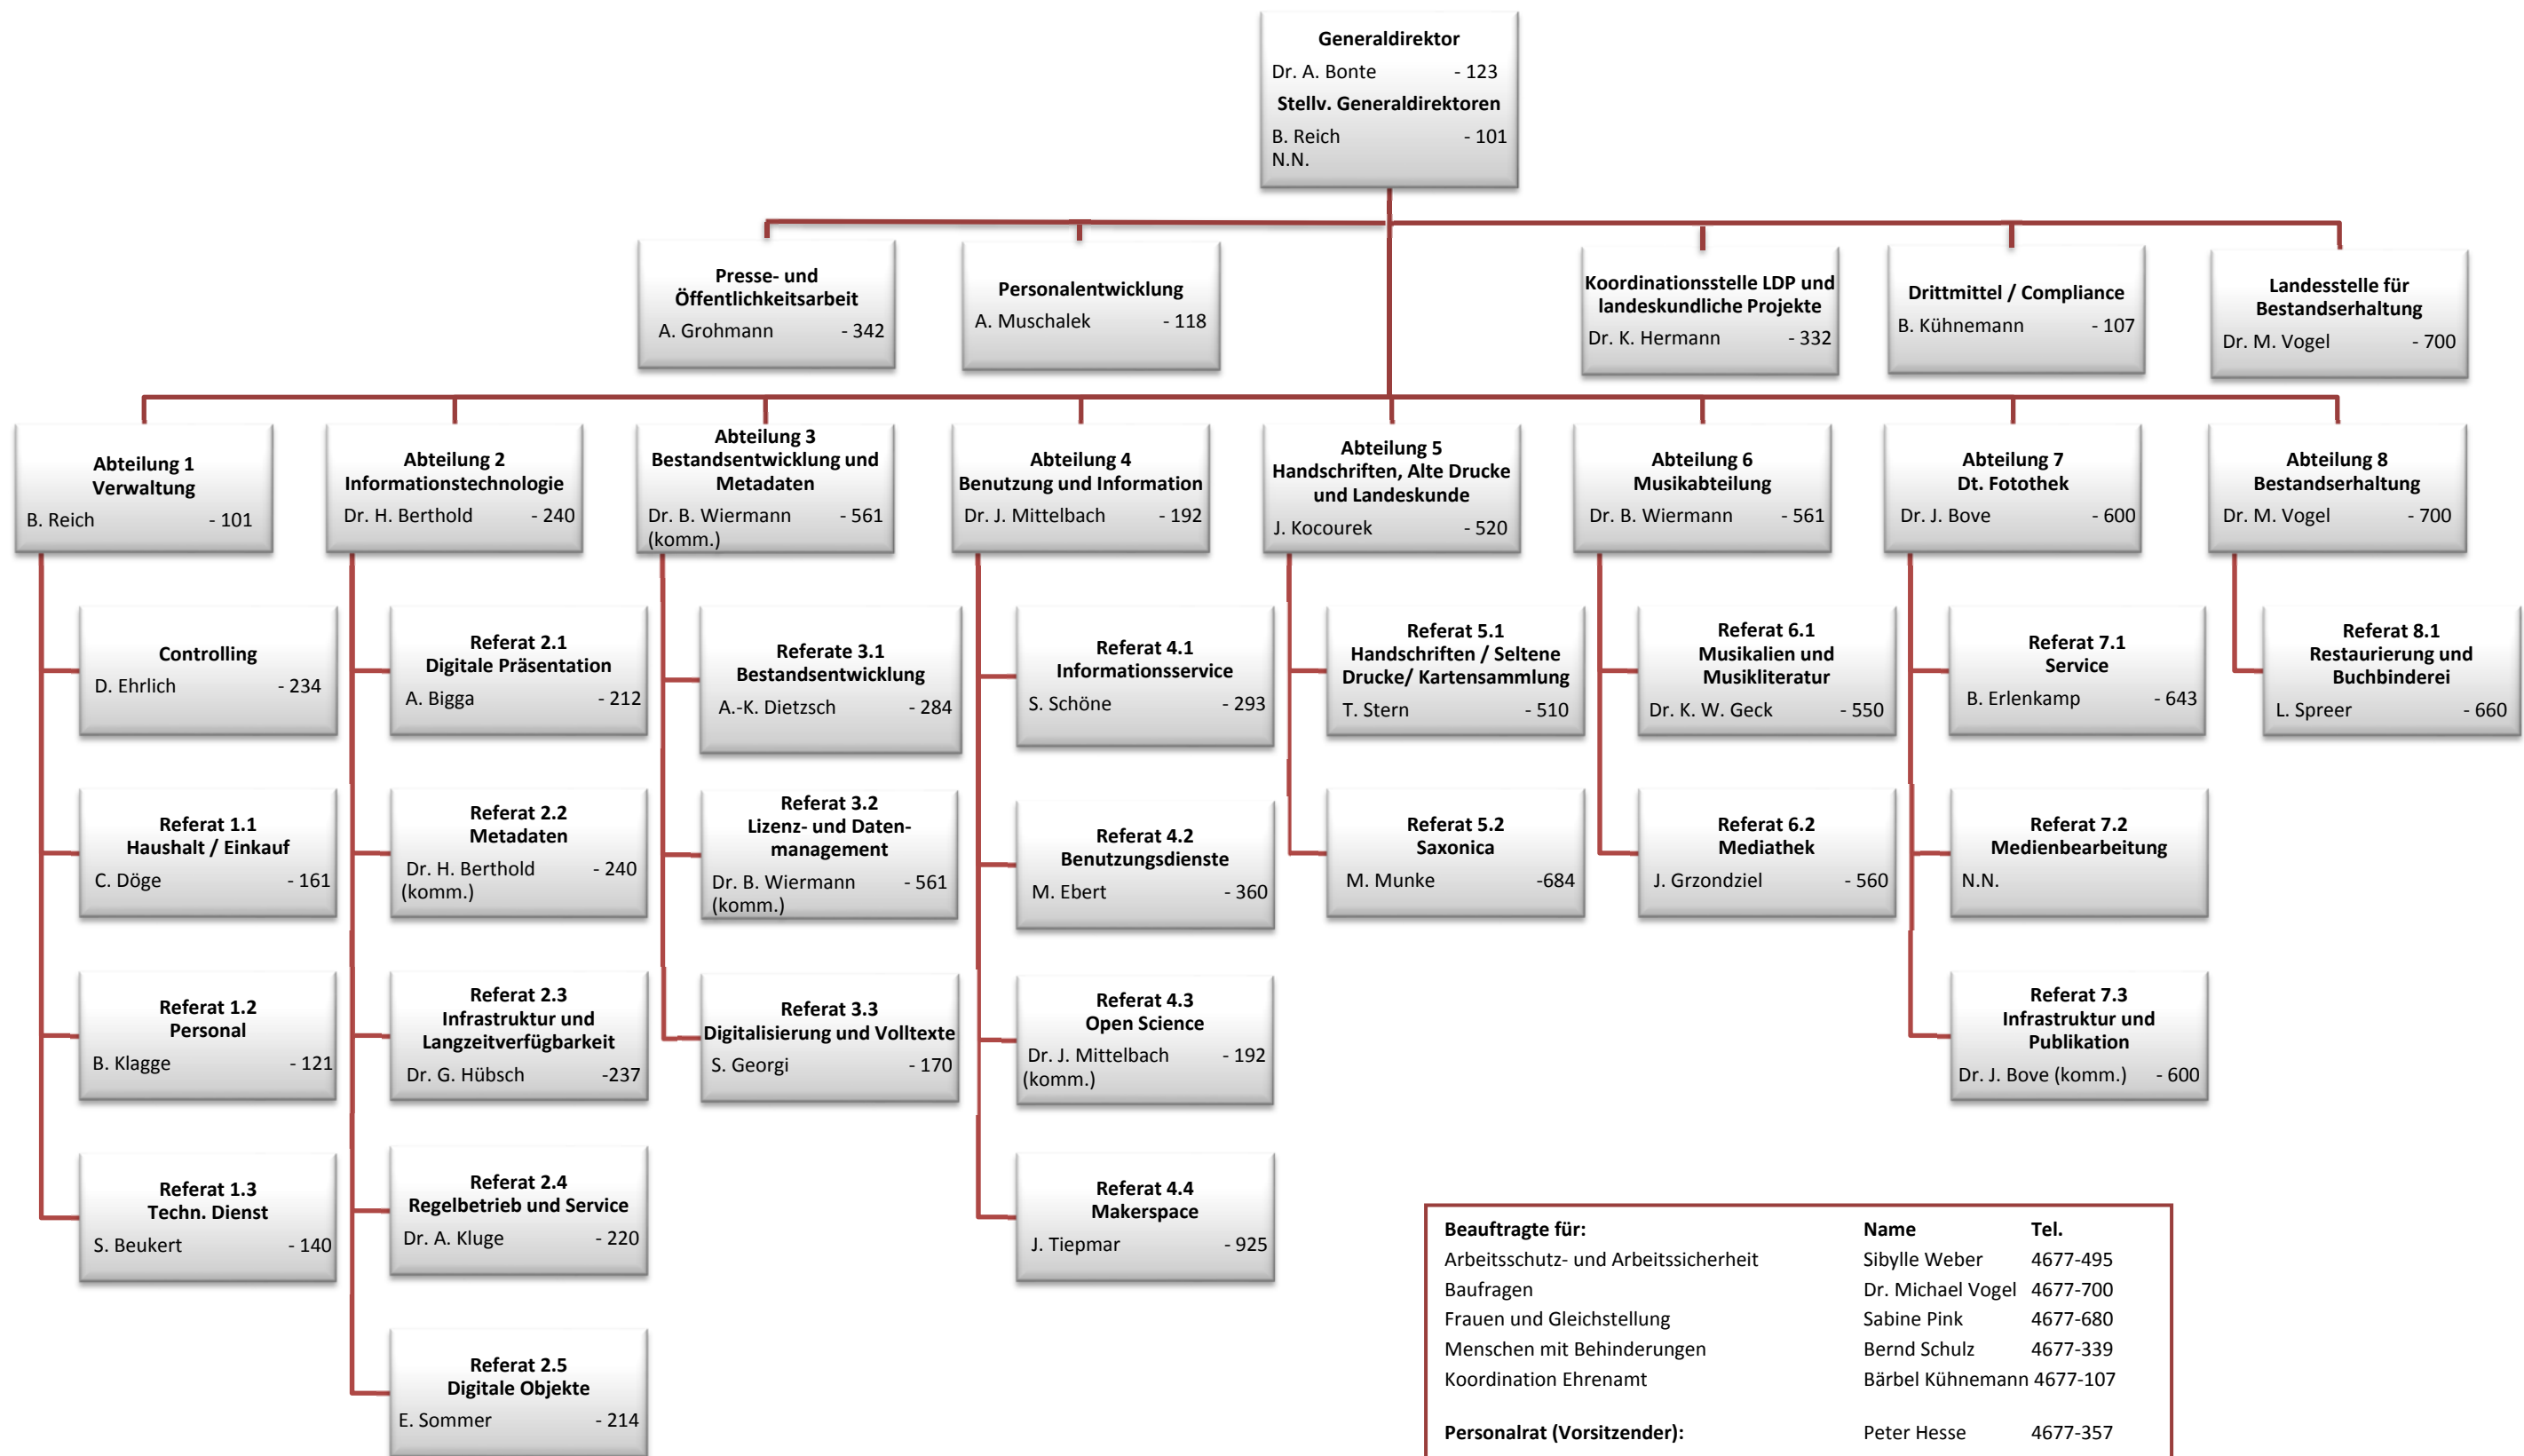 Generaldirektor
Dr. A. Bonte - 123
Stellv. Generaldirektoren
B. Reich - 101
N.N.
Presse- und
Öffentlichkeitsarbeit
A. Grohmann - 342
Personalentwicklung
A. Muschalek - 118
Koordinationsstelle LDP und
landeskundliche Projekte
Dr. K. Hermann - 332
Drittmittel / Compliance
B. Kühnemann - 107
Landesstelle für
Bestandserhaltung
Dr. M. Vogel - 700
Abteilung 1
Verwaltung
B. Reich - 101
Abteilung 2
Informationstechnologie
Dr. H. Berthold - 240
Abteilung 3
Bestandsentwicklung und
Metadaten
Dr. B. Wiermann - 561
(komm.)
Abteilung 4
Benutzung und Information
Dr. J. Mittelbach - 192
Abteilung 5
Handschriften, Alte Drucke
und Landeskunde
J. Kocourek - 520
Abteilung 6
Musikabteilung
Dr. B. Wiermann - 561
Abteilung 7
Dt. Fotothek
Dr. J. Bove - 600
Abteilung 8
Bestandserhaltung
Dr. M. Vogel - 700
Controlling
D. Ehrlich - 234
Referat 1.1
Haushalt / Einkauf
C. Döge - 161
Referat 1.2
Personal
B. Klagge - 121
Referat 1.3
Techn. Dienst
S. Beukert - 140
Referat 2.1
Digitale Präsentation
A. Bigga - 212
Referat 2.2
Metadaten
Dr. H. Berthold - 240
(komm.)
Referat 2.3
Infrastruktur und
Langzeitverfügbarkeit
Dr. G. Hübsch -237
Referat 2.4
Regelbetrieb und Service
Dr. A. Kluge - 220
Referat 2.5
Digitale Objekte
E. Sommer - 214
Referate 3.1
Bestandsentwicklung
A.-K. Dietzsch - 284
Referat 3.2
Lizenz- und Daten-
management
Dr. B. Wiermann - 561
(komm.)
Referat 3.3
Digitalisierung und Volltexte
S. Georgi - 170
Referat 4.1
Informationsservice
S. Schöne - 293
Referat 4.2
Benutzungsdienste
M. Ebert - 360
Referat 4.3
Open Science
Dr. J. Mittelbach - 192
(komm.)
Referat 4.4
Makerspace
J. Tiepmar - 925
Referat 5.1
Handschriften / Seltene
Drucke/ Kartensammlung
T. Stern - 510
Referat 5.2
Saxonica
M. Munke -684
Referat 6.1
Musikalien und
Musikliteratur
Dr. K. W. Geck - 550
Referat 6.2
Mediathek
J. Grzondziel - 560
Referat 7.1
Service
B. Erlenkamp - 643
Referat 7.2
Medienbearbeitung
N.N.
Referat 7.3
Infrastruktur und
Publikation
Dr. J. Bove (komm.) - 600
Referat 8.1
Restaurierung und
Buchbinderei
L. Spreer - 660
Beauftragte für: Name Tel.
Arbeitsschutz- und Arbeitssicherheit Sibylle Weber 4677-495
Baufragen Dr. Michael Vogel 4677-700
Frauen und Gleichstellung Sabine Pink 4677-680
Menschen mit Behinderungen Bernd Schulz 4677-339
Koordination Ehrenamt Bärbel Kühnemann 4677-107
Personalrat (Vorsitzender): Peter Hesse 4677-357